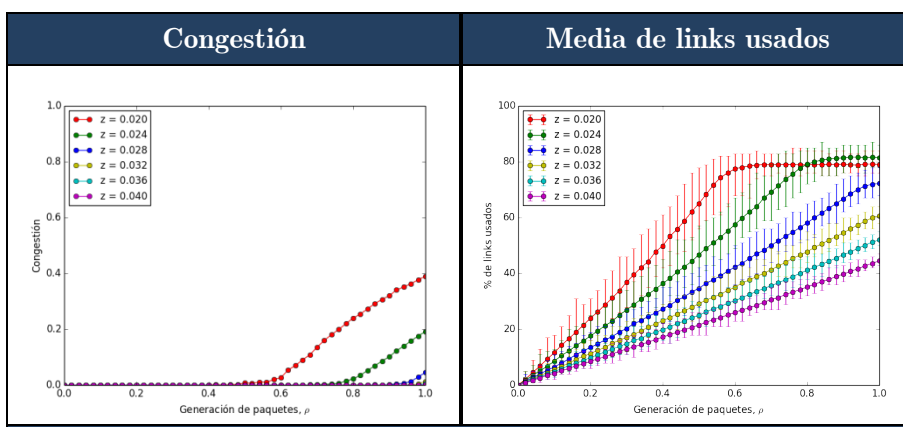 Congestión
Media de links usados
1.0
0.8
0.6
0.4
0.2
0.0
Congestión
z = 0.020
z = 0.024
z = 0.028
z = 0.032
z = 0.036
z = 0.040
0.0 0.2 0.4 0.6 0.8 1.0
Generación de paquetes, ρ
100
80
60
40
20
0
% de links usados
z = 0.020
z = 0.024
z = 0.028
z = 0.032
z = 0.036
z = 0.040
0.0 0.2 0.4 0.6 0.8 1.0
Generación de paquetes, ρ